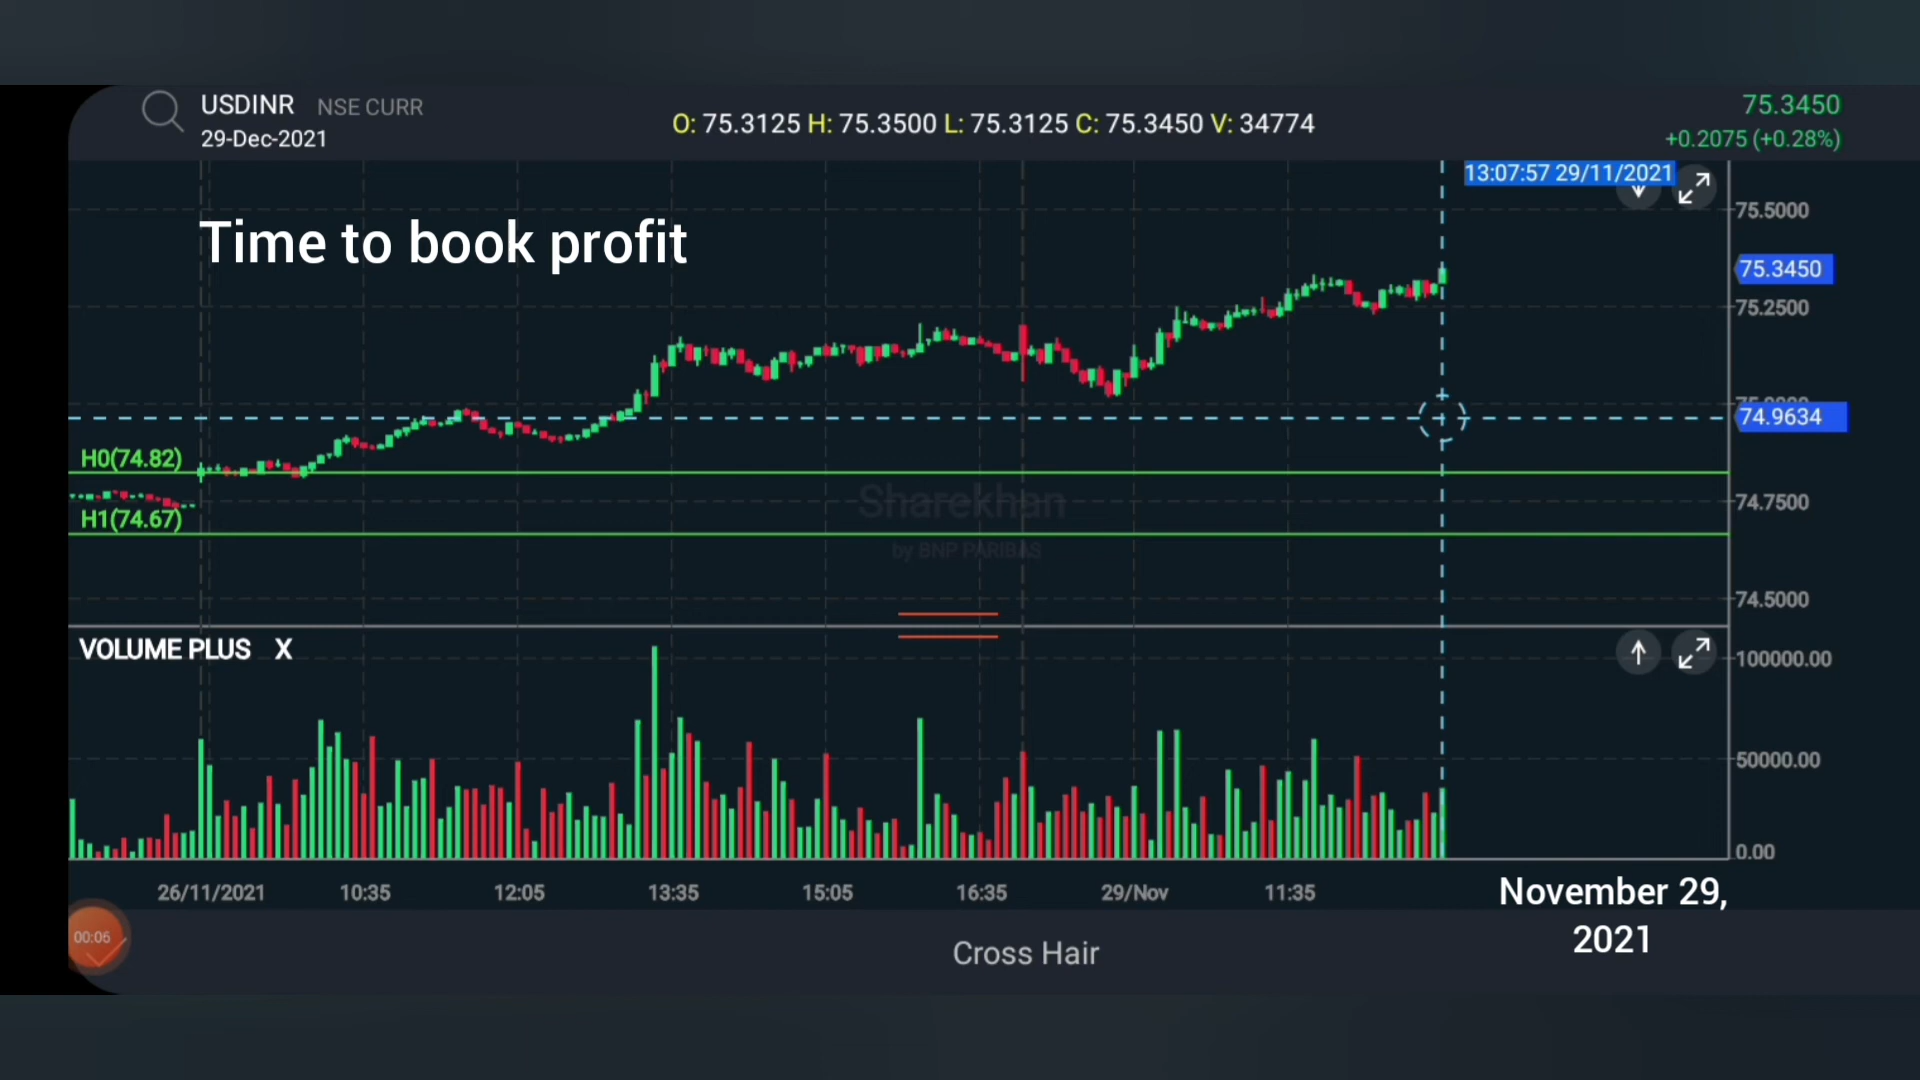 USDINR NSE CURR
29-Dec-2021
O: 75.3125 H: 75.3500 L: 75.3125 C: 75.3450 V: 34774
75.3450
+0.2075 (+0.28%)
13:07:57 29/11/2021
Time to book profit
75.5000
75.3450
75.2500
74.9634
H0(74.82)
74.7500
H1(74.67)
Sharekhan
by BNP PARIBAS
74.5000
VOLUME PLUS X
100000.00
50000.00
0.00
26/11/2021 10:35 12:05 13:35 15:05 16:35 29/Nov 11:35
November 29,
2021
00:06
Cross Hair